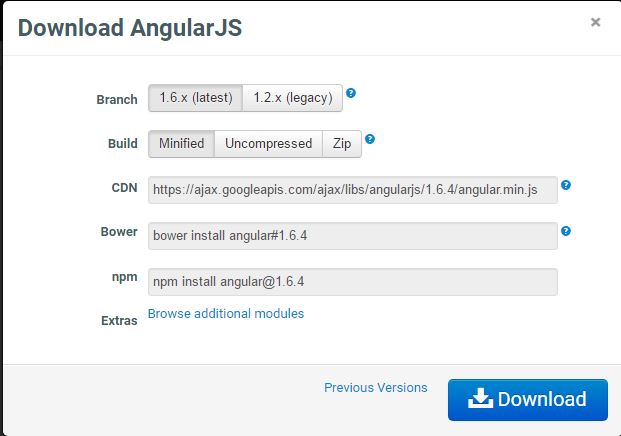 Download AngularJS ×
Branch 1.6.x (latest) 1.2.x (legacy) ?
Build Minified Uncompressed Zip ?
CDN https://ajax.googleapis.com/ajax/libs/angularjs/1.6.4/angular.min.js ?
Bower bower install angular#1.6.4 ?
npm npm install angular@1.6.4
Extras Browse additional modules
Previous Versions Download